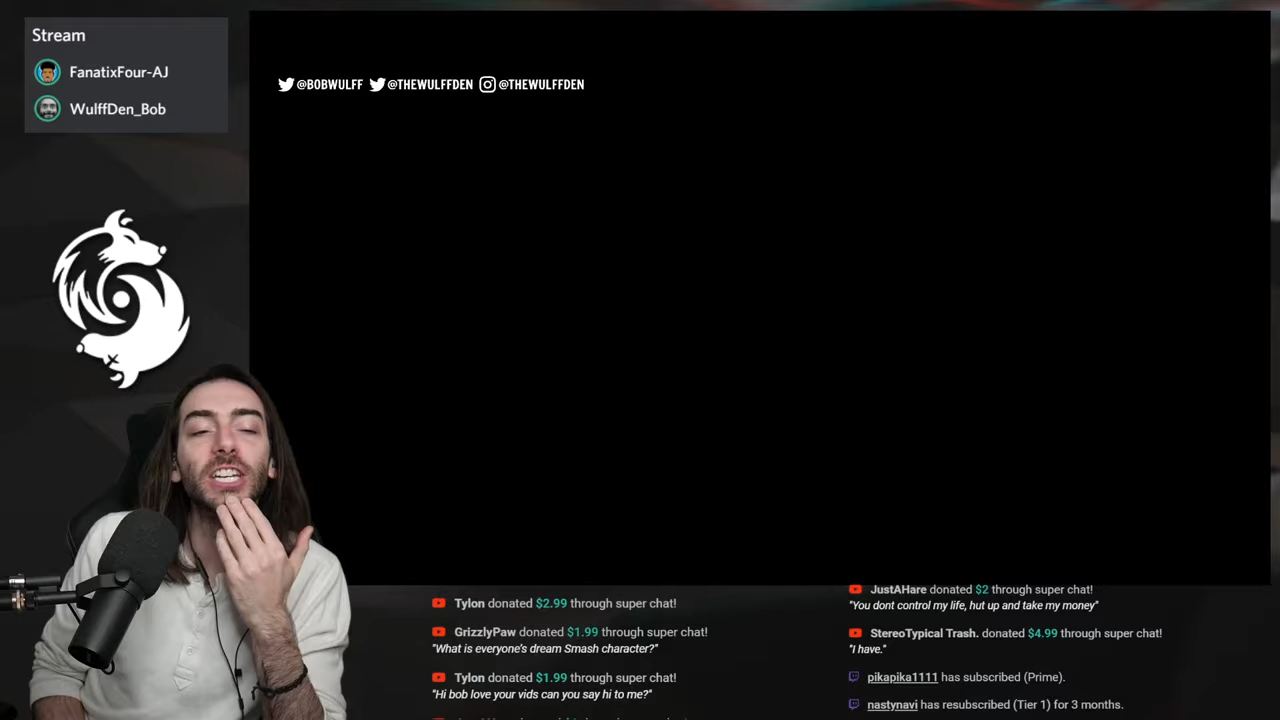 Stream
FanatixFour-AJ
WulffDen_Bob
@BOBWULFF @THEWULFFDEN @THEWULFFDEN
Tylon donated $2.99 through super chat!
GrizzlyPaw donated $1.99 through super chat!
"What is everyone's dream Smash character?"
Tylon donated $1.99 through super chat!
"Hi bob love your vids can you say hi to me?"
JustAHare donated $2 through super chat!
"You dont control my life, hut up and take my money"
StereoTypical Trash. donated $4.99 through super chat!
"I have."
pikapika1111 has subscribed (Prime).
nastynavi has resubscribed (Tier 1) for 3 months.